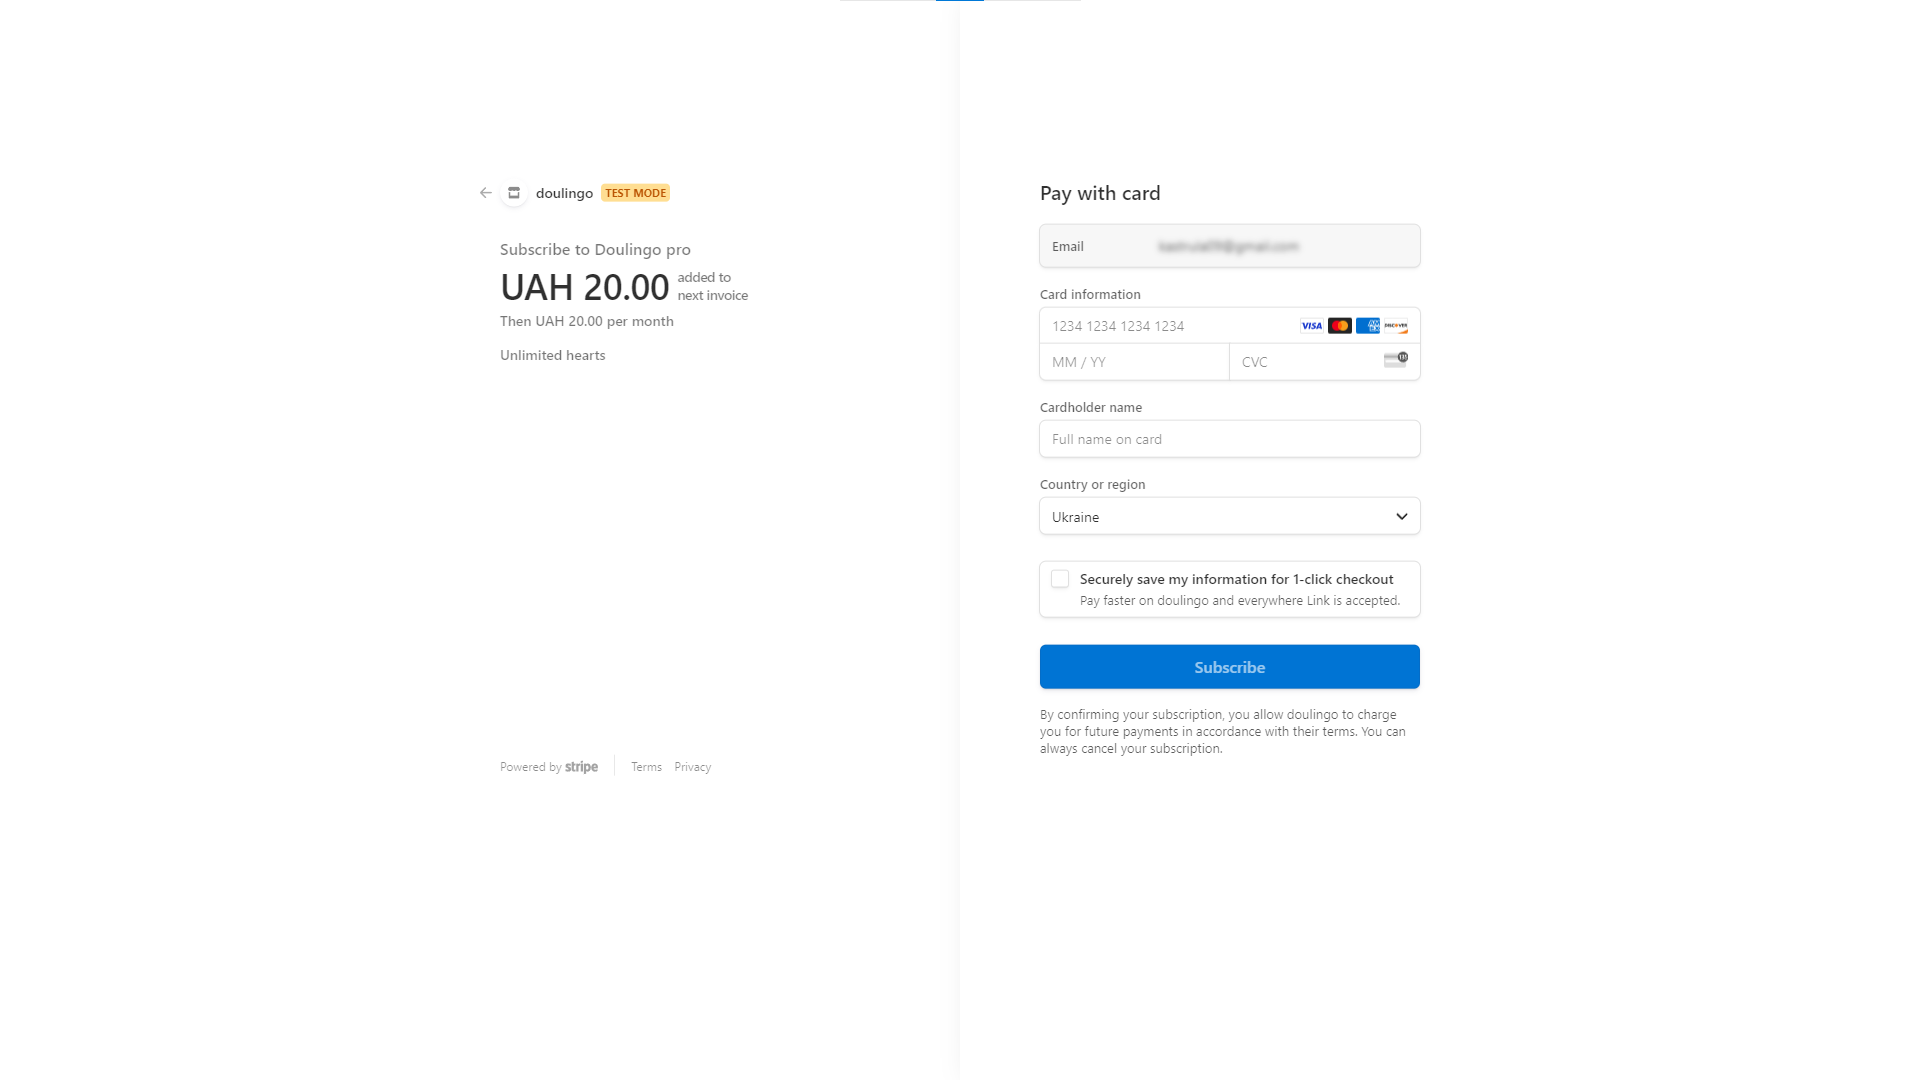 doulingo TEST MODE
Subscribe to Doulingo pro
UAH 20.00 added to
next invoice
Then UAH 20.00 per month
Unlimited hearts
Powered by stripe
Terms Privacy
Pay with card
Email
Card information
1234 1234 1234 1234 VISA DISCOVER
MM / YY CVC
Cardholder name
Full name on card
Country or region
Ukraine
Securely save my information for 1-click checkout
Pay faster on doulingo and everywhere Link is accepted.
Subscribe
By confirming your subscription, you allow doulingo to charge
you for future payments in accordance with their terms. You can
always cancel your subscription.